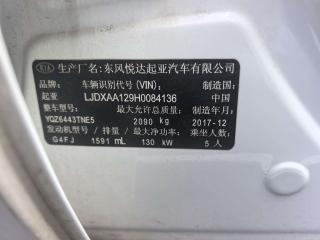 KIA 生产厂名:东风悦达起亚汽车有限公司
品牌: 车辆识别代号(VIN): 制造国:
起亚 LJDXAA129H0084136 中国
整车型号: 最大允许总质量: 制造年月:
YQZ6443TNE5 2090 kg 2017-12
发动机型号/排量/最大净功率: 乘坐人数:
G4FJ 1591 mL 130 kW 5人